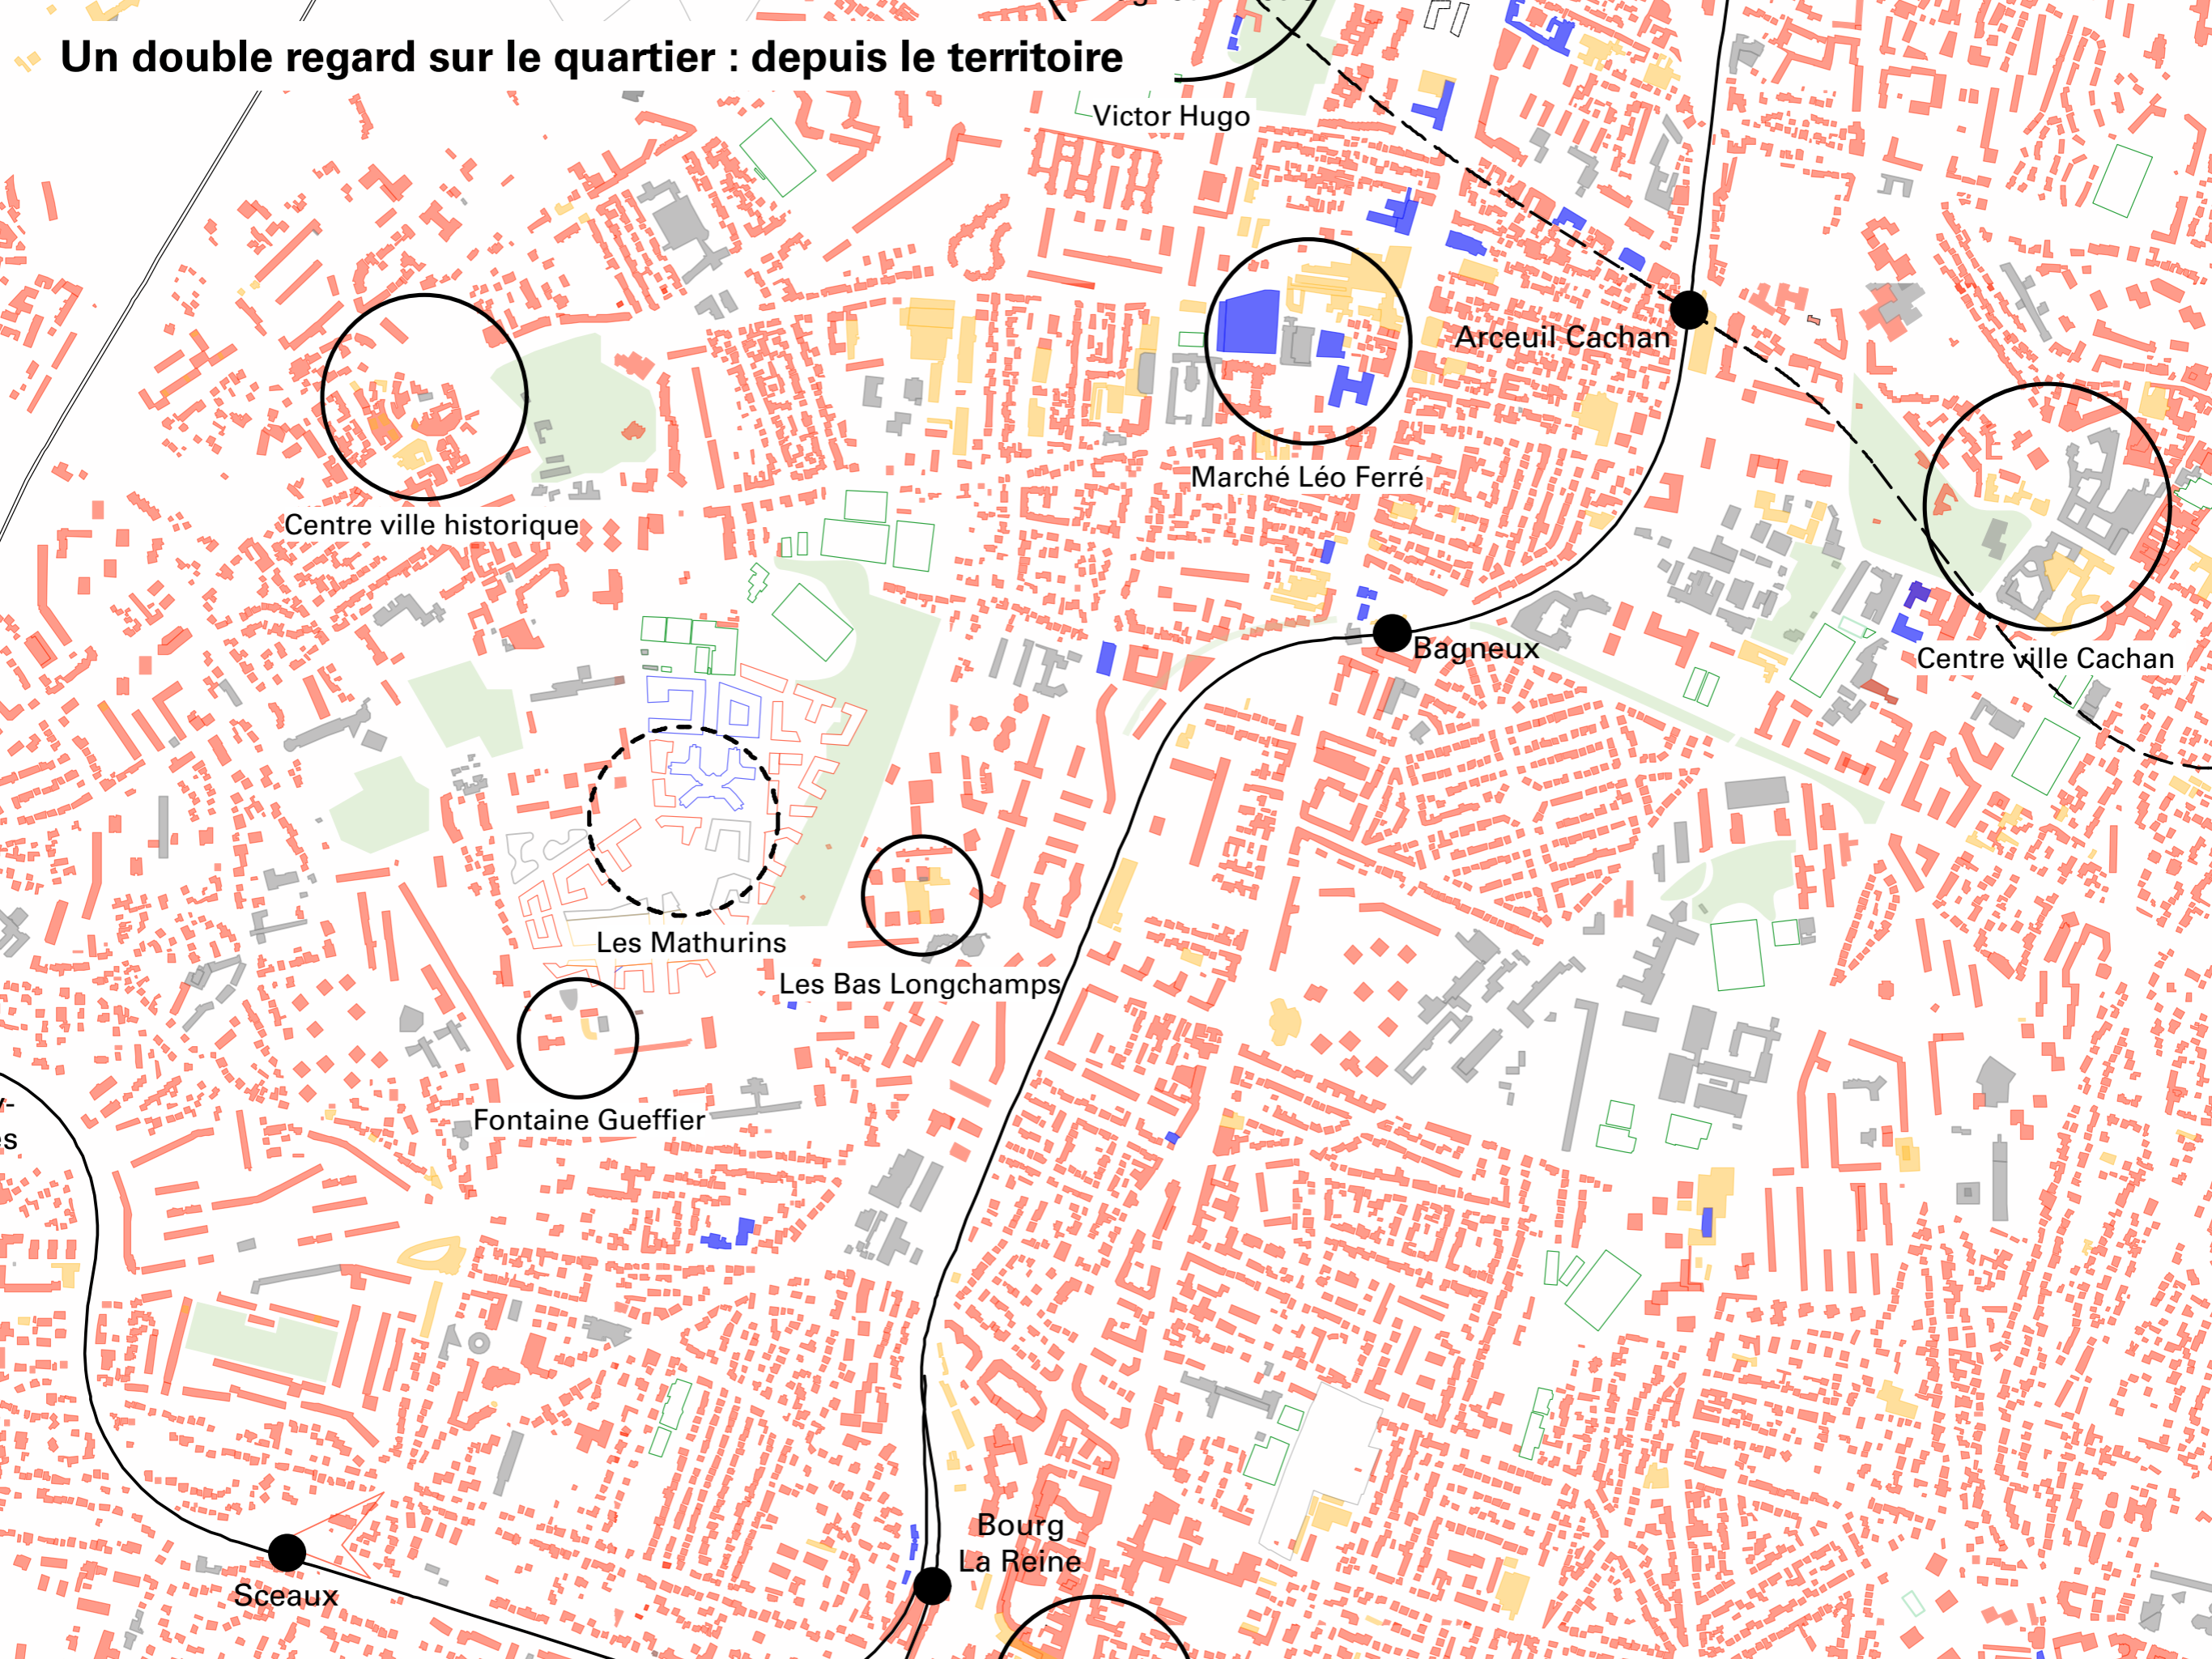 Un double regard sur le quartier : depuis le territoire
Victor Hugo
Arceuil Cachan
Marché Léo Ferré
Centre ville historique
Bagneux
Centre ville Cachan
Les Mathurins
Les Bas Longchamps
Fontaine Gueffier
Bourg
La Reine
Sceaux